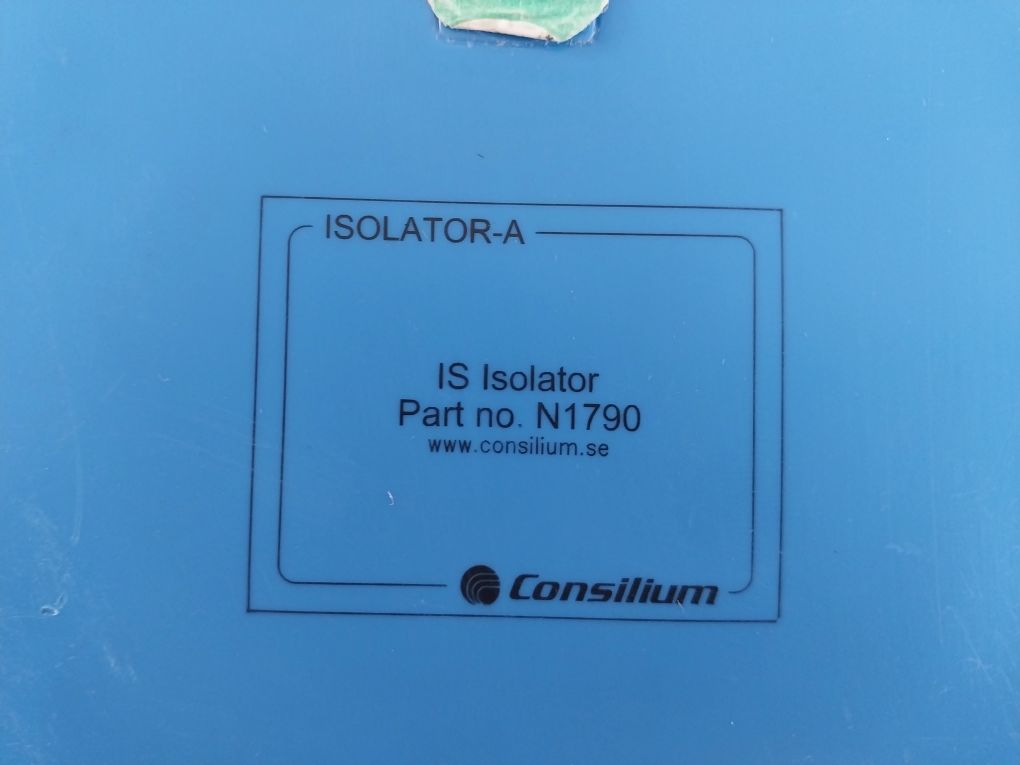 ISOLATOR-A
IS Isolator
Part no. N1790
www.consilium.se
Consilium